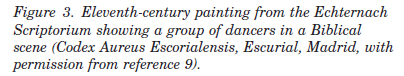 Figure 3. Eleventh-century painting from the Echternach
Scriptorium showing a group of dancers in a Biblical
scene (Codex Aureus Escorialensis, Escurial, Madrid, with
permission from reference 9).